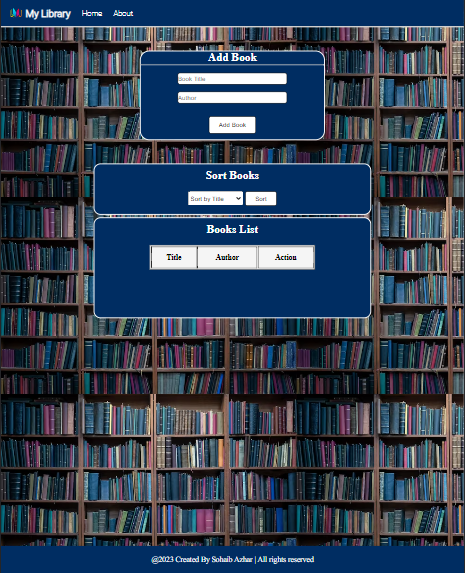 My Library Home About
Add Book
Book Title
Author
Add Book
Sort Books
Sort by Title Sort
Books List
Title Author Action
@2023 Created By Sohaib Azhar | All rights reserved